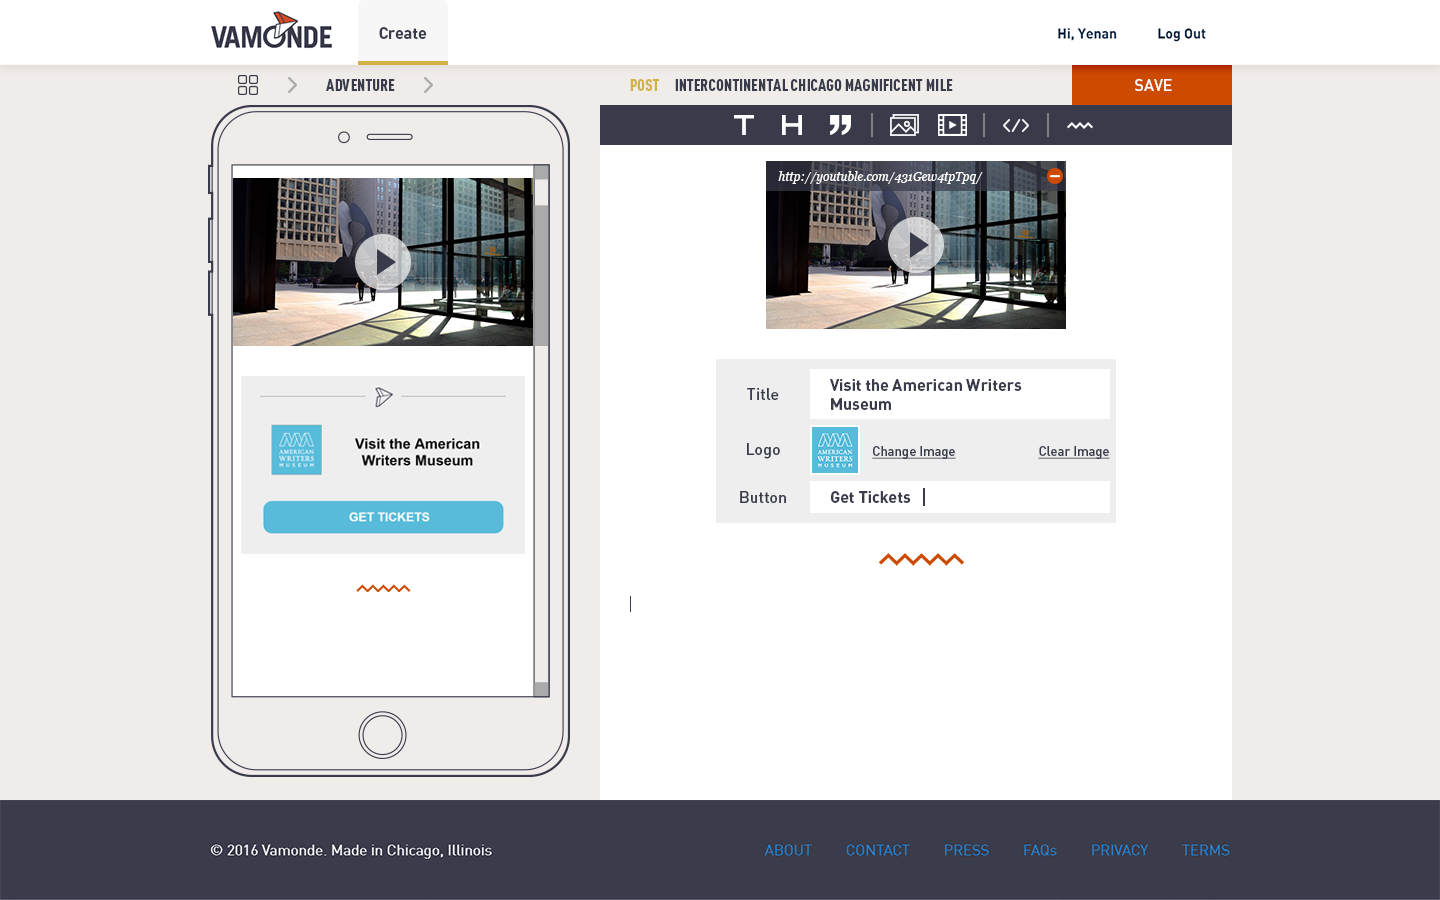 VAMONDE
Create
Hi, Yenan
Log Out
ADVENTURE
POST INTERCONTINENTAL CHICAGO MAGNIFICENT MILE
SAVE
T H
</>
http://youtuble.com/431Gew4tpTpq/
Visit the American
Writers Museum
AMERICAN
WRITERS
MUSEUM
GET TICKETS
Title
Visit the American Writers
Museum
Logo
AMERICAN
WRITERS
MUSEUM
Change Image
Clear Image
Button
Get Tickets
© 2016 Vamonde. Made in Chicago, Illinois
ABOUT
CONTACT
PRESS
FAQs
PRIVACY
TERMS